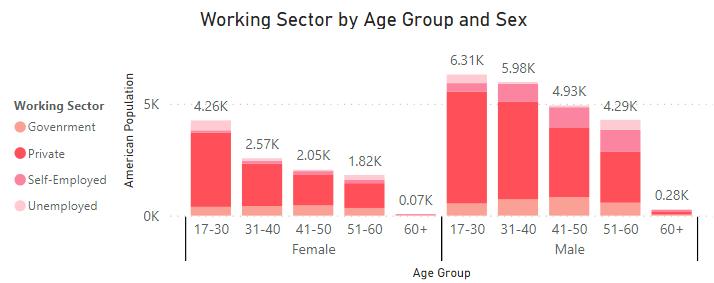 Working Sector by Age Group and Sex
Working Sector
Govenrment
Private
Self-Employed
Unemployed
American Population
5K
0K
4.26K
2.57K
2.05K
1.82K
0.07K
6.31K
5.98K
4.93K
4.29K
0.28K
17-30 31-40 41-50 51-60 60+ 17-30 31-40 41-50 51-60 60+
Female Male
Age Group